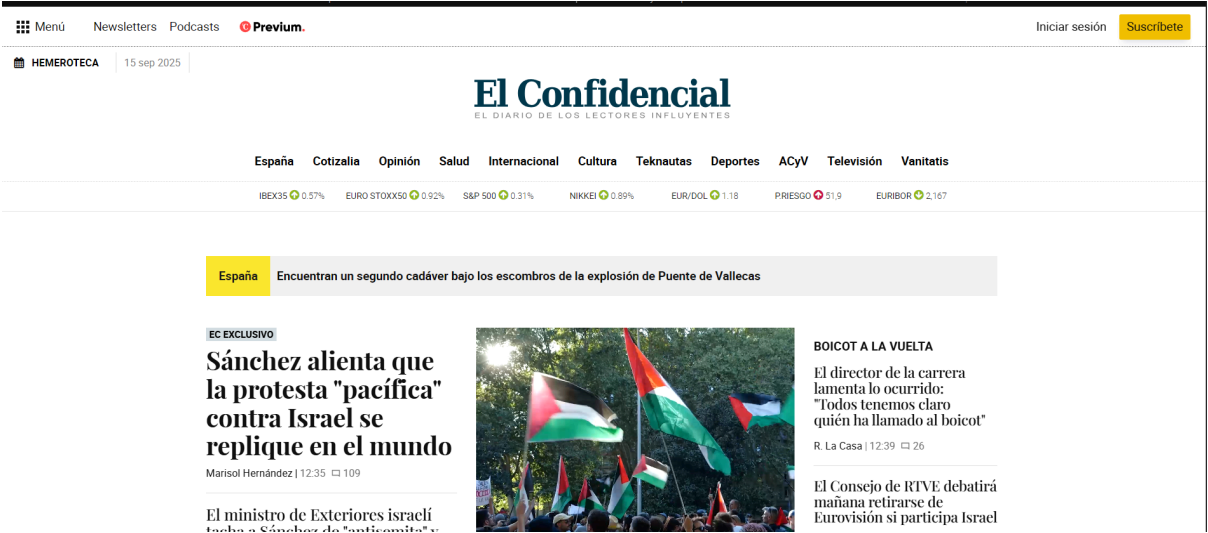 Menú Newsletters Podcasts Previum.
Iniciar sesión Suscríbete
HEMEROTECA 15 sep 2025
El Confidencial
EL DIARIO DE LOS LECTORES INFLUYENTES
España Cotizalia Opinión Salud Internacional Cultura Teknautas Deportes ACyV Televisión Vanitatis
IBEX35 0.57% EURO STOXX50 0.92% S&P 500 0.31% NIKKEI 0.89% EUR/DOL 1.18 P.RIESGO 51,9 EURIBOR 2,167
España Encuentran un segundo cadáver bajo los escombros de la explosión de Puente de Vallecas
EC EXCLUSIVO
Sánchez alienta que
la protesta "pacífica"
contra Israel se
replique en el mundo
Marisol Hernández | 12:35 109
El ministro de Exteriores israelí
tacha a Sánchez de "antisemita" y
BOICOT A LA VUELTA
El director de la carrera
lamenta lo ocurrido:
"Todos tenemos claro
quién ha llamado al boicot"
R. La Casa | 12:39 26
El Consejo de RTVE debatirá
mañana retirarse de
Eurovisión si participa Israel